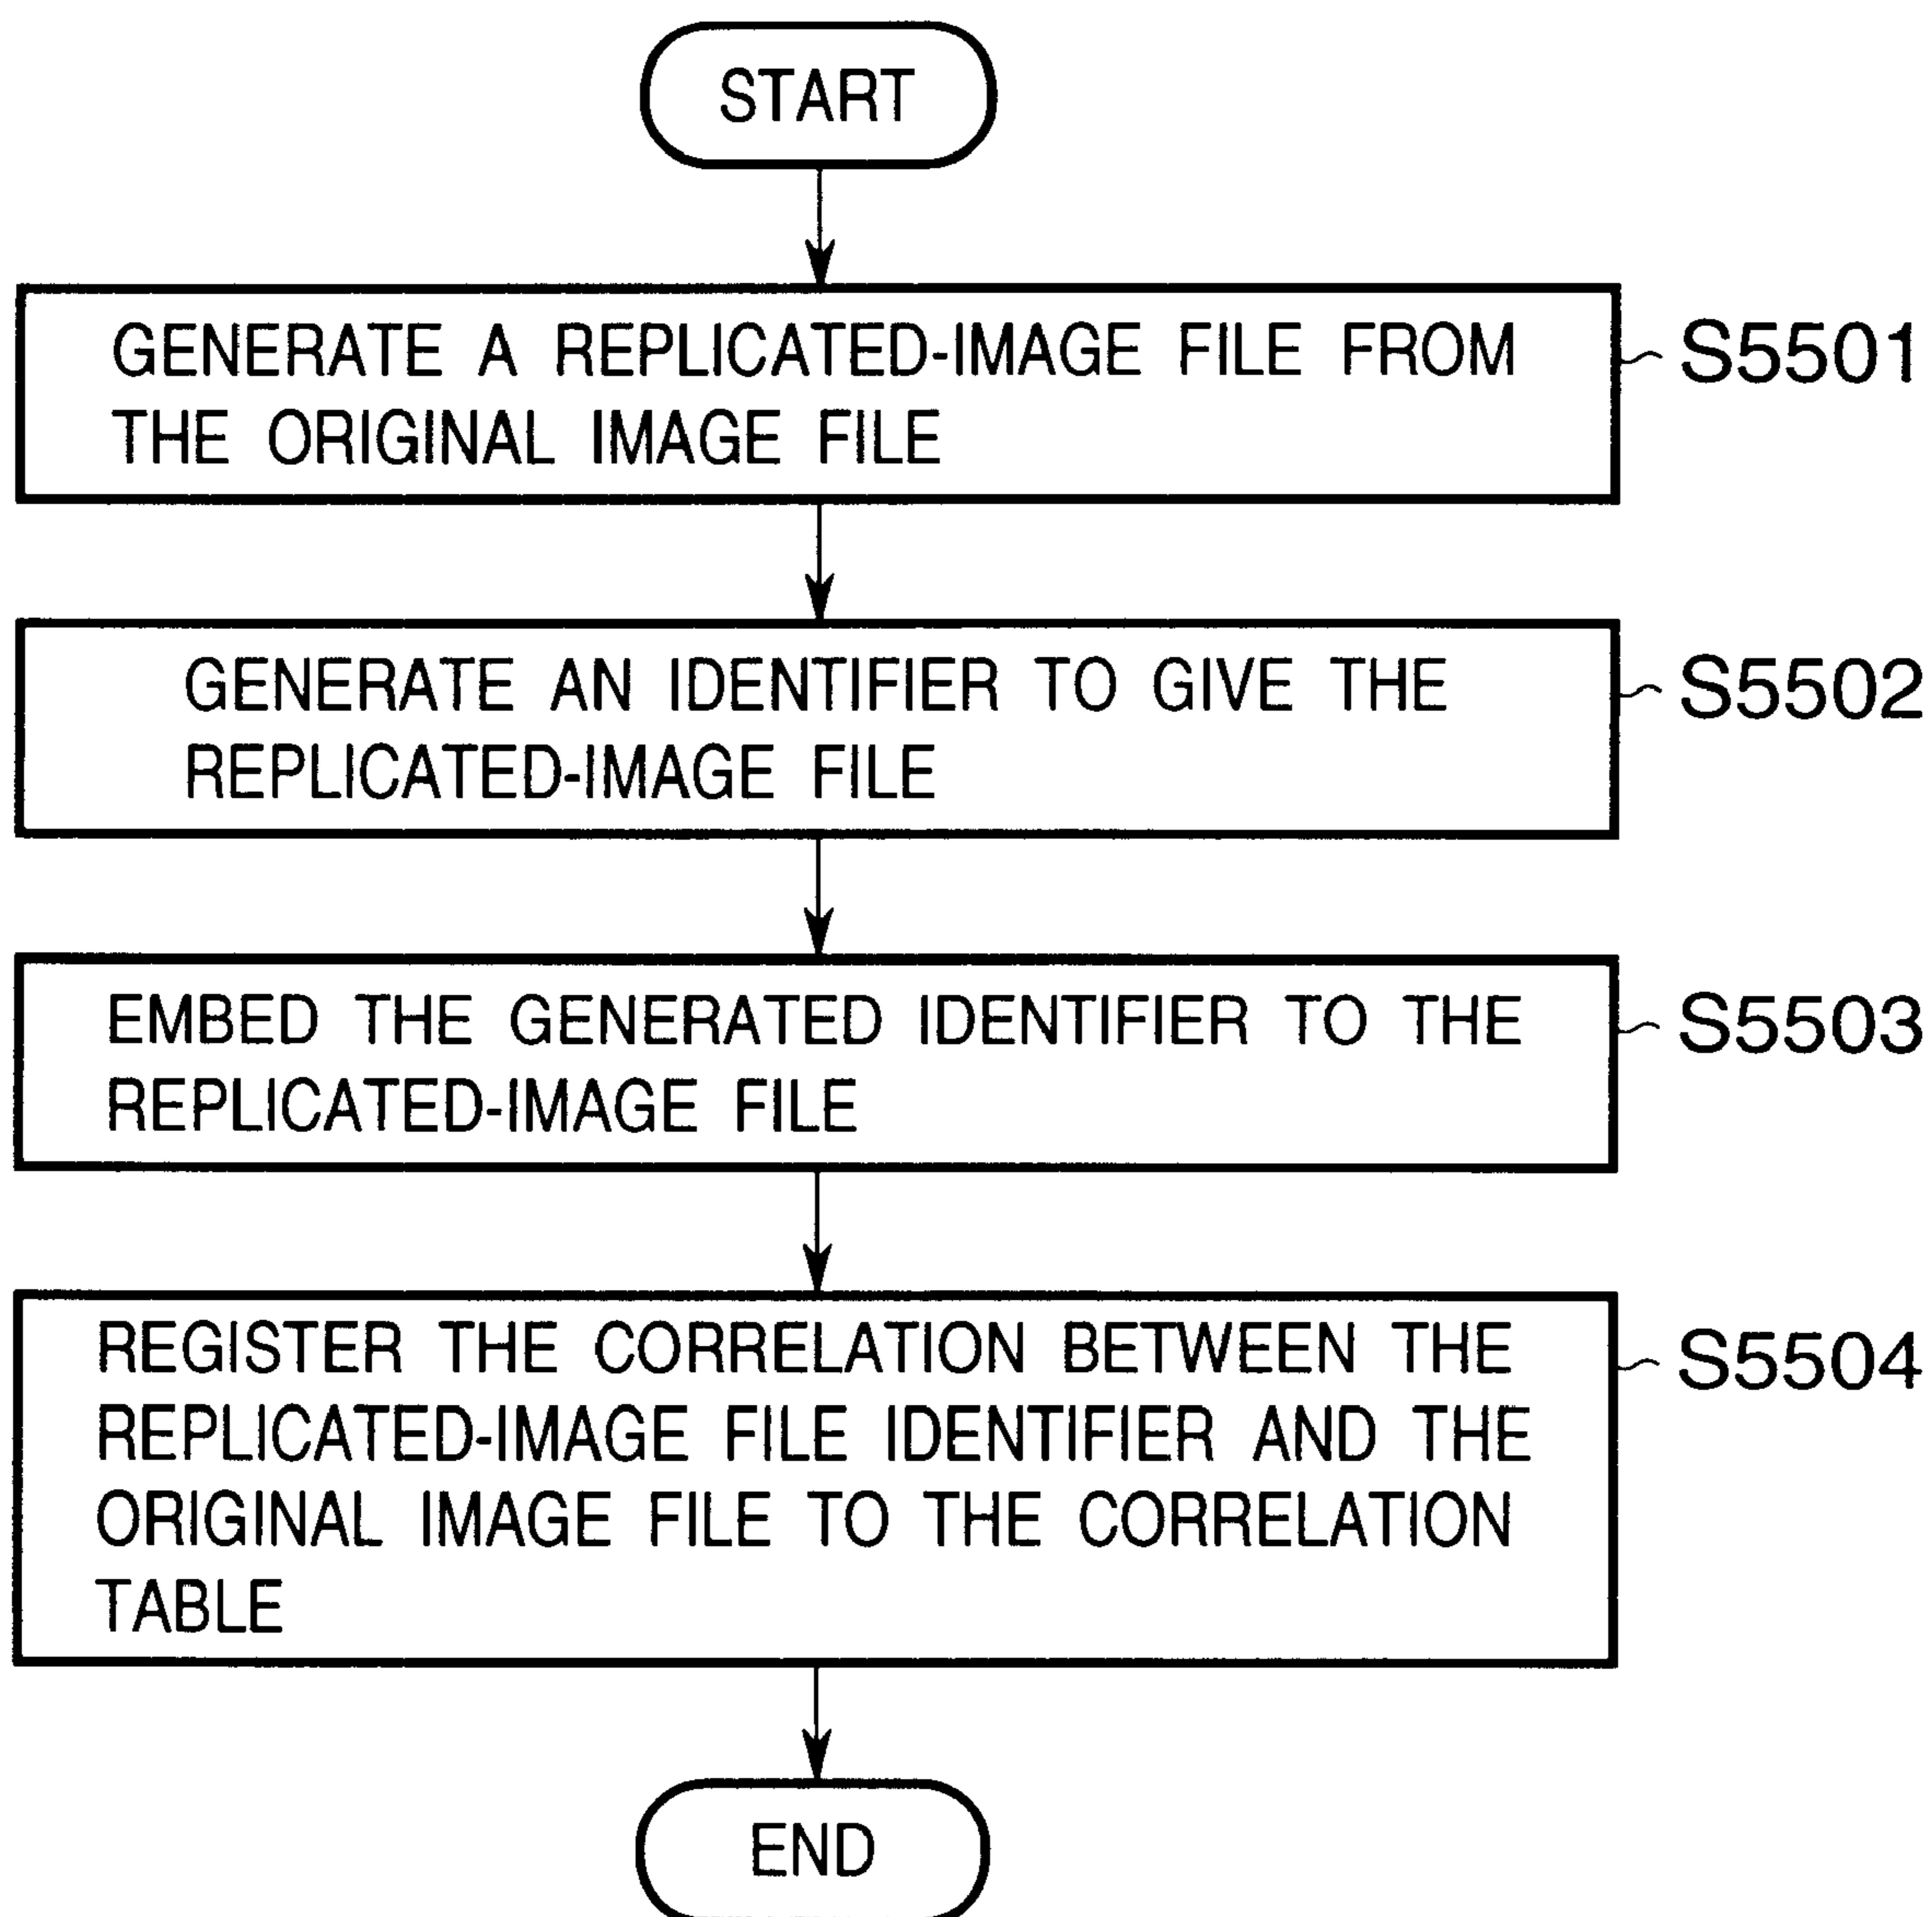 START
GENERATE A REPLICATED-IMAGE FILE FROM
THE ORIGINAL IMAGE FILE
S5501
GENERATE AN IDENTIFIER TO GIVE THE
REPLICATED-IMAGE FILE
S5502
EMBED THE GENERATED IDENTIFIER TO THE
REPLICATED-IMAGE FILE
S5503
REGISTER THE CORRELATION BETWEEN THE
REPLICATED-IMAGE FILE IDENTIFIER AND THE
ORIGINAL IMAGE FILE TO THE CORRELATION
TABLE
S5504
END